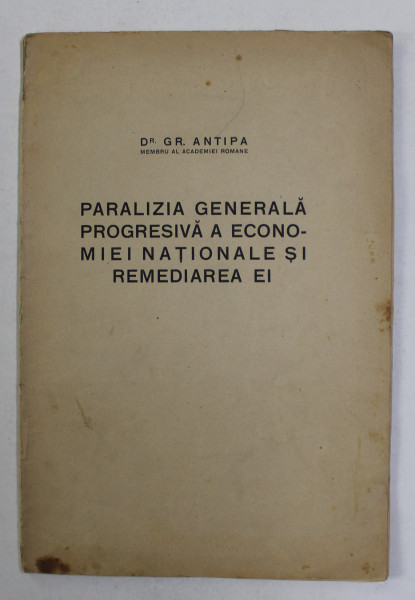 DR. GR. ANTIPA
MEMBRU AL ACADEMIEI ROMANE
PARALIZIA GENERALĂ
PROGRESIVĂ A ECONO-
MIEI NAȚIONALE ȘI
REMEDIAREA EI